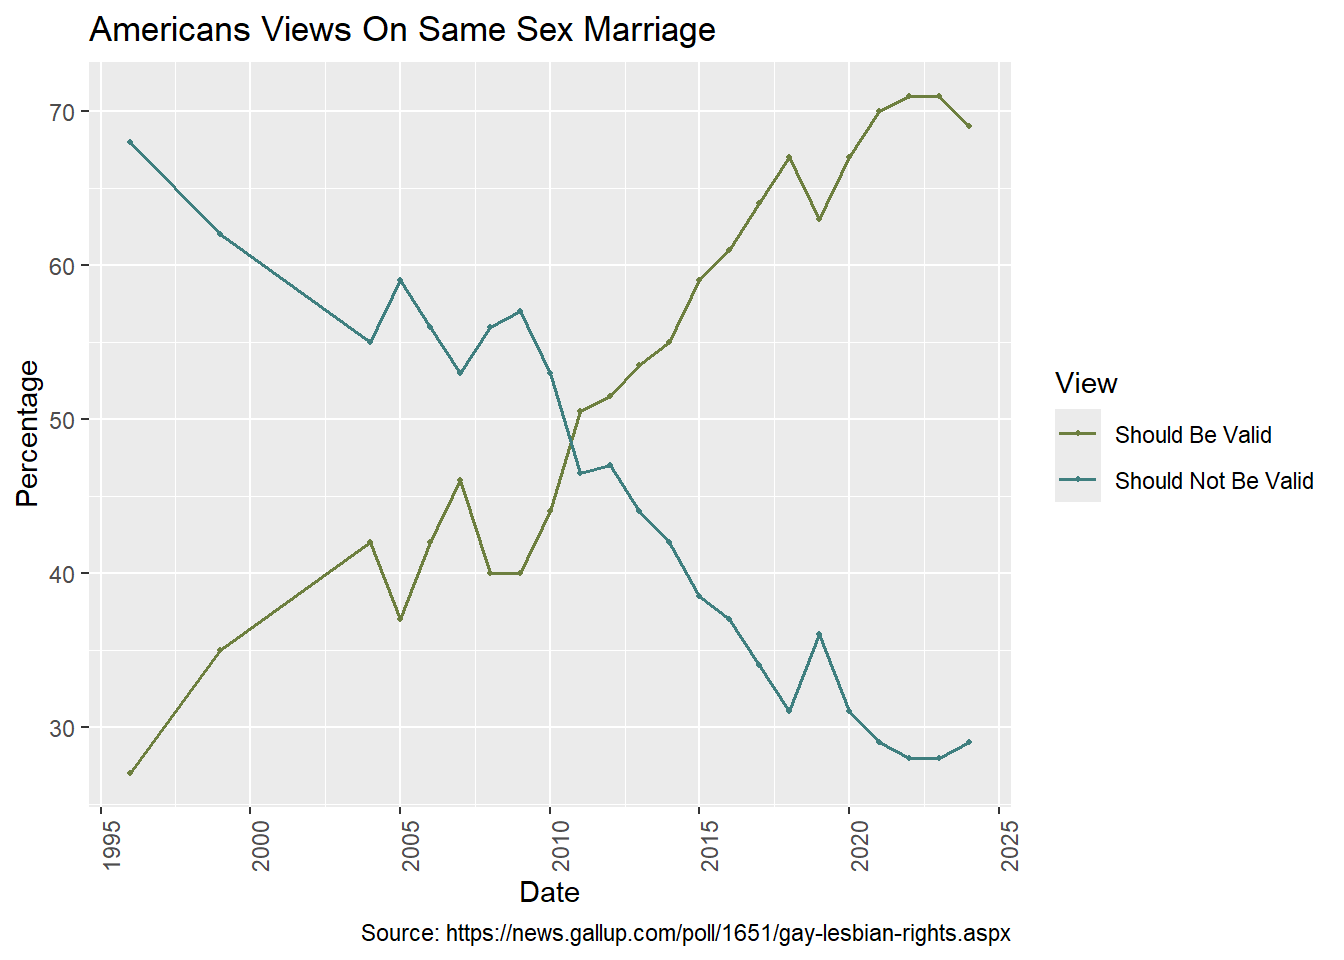 Americans Views On Same Sex Marriage
70
60
50
40
30
Percentage
1995
2000
2005
2010
2015
2020
2025
Date
View
Should Be Valid
Should Not Be Valid
Source: https://news.gallup.com/poll/1651/gay-lesbian-rights.aspx